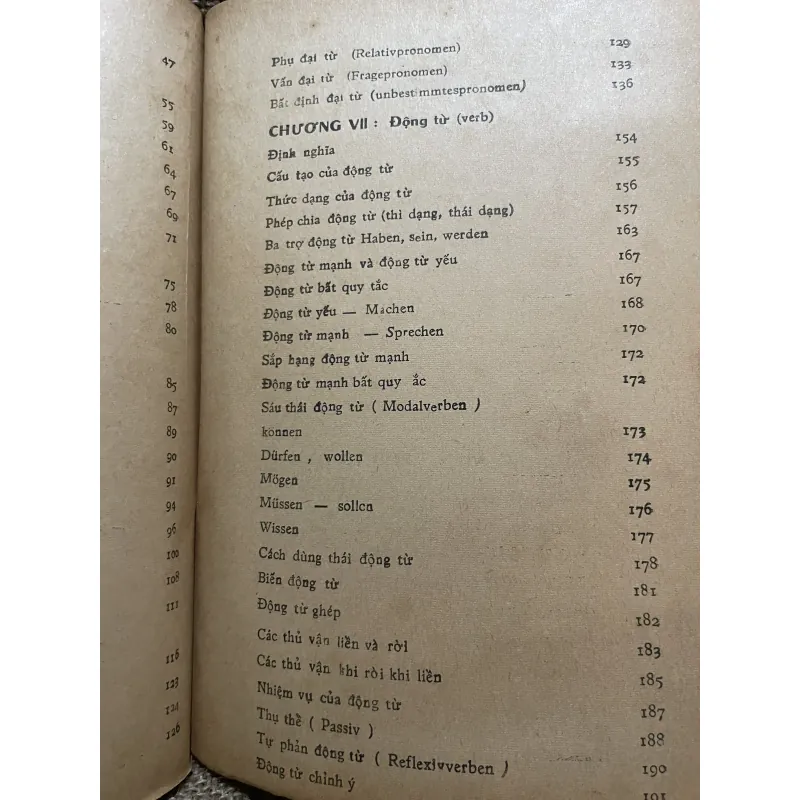 47
55
59
61
64
67
69
71
75
78
80
85
87
89
90
91
94
96
100
108
111
116
123
124
126
Phụ đại từ (Relativpronomen) 129
Vấn đại từ (Fragepronomen) 133
Bất định đại từ (unbest mmtespronomen) 136
CHƯƠNG VII : Động từ (verb)
Định nghĩa 154
Cấu tạo của động từ 155
Thức dạng của động từ 156
Phép chia động từ (thì dạng, thái dạng) 157
Ba trợ động từ Haben, sein, werden 163
Động từ mạnh và động từ yếu 167
Động từ bất quy tắc 167
Động từ yếu — Machen 168
Động từ mạnh — Sprechen 170
Sắp hạng động từ mạnh 172
Động từ mạnh bất quy ắc 172
Sáu thái động từ ( Modalverben )
können 173
Dürfen , wollen 174
Mögen 175
Müssen — sollen 176
Wissen 177
Cách dùng thái động từ 178
Biến động từ 181
Động từ ghép 182
Các thủ vận liền và rời 183
Các thủ vận khi rời khi liền 185
Nhiệm vụ của động từ 187
Thụ thể ( Passiv ) 188
Tự phản động từ ( Reflexivverben ) 190
Động từ chỉnh ý 191